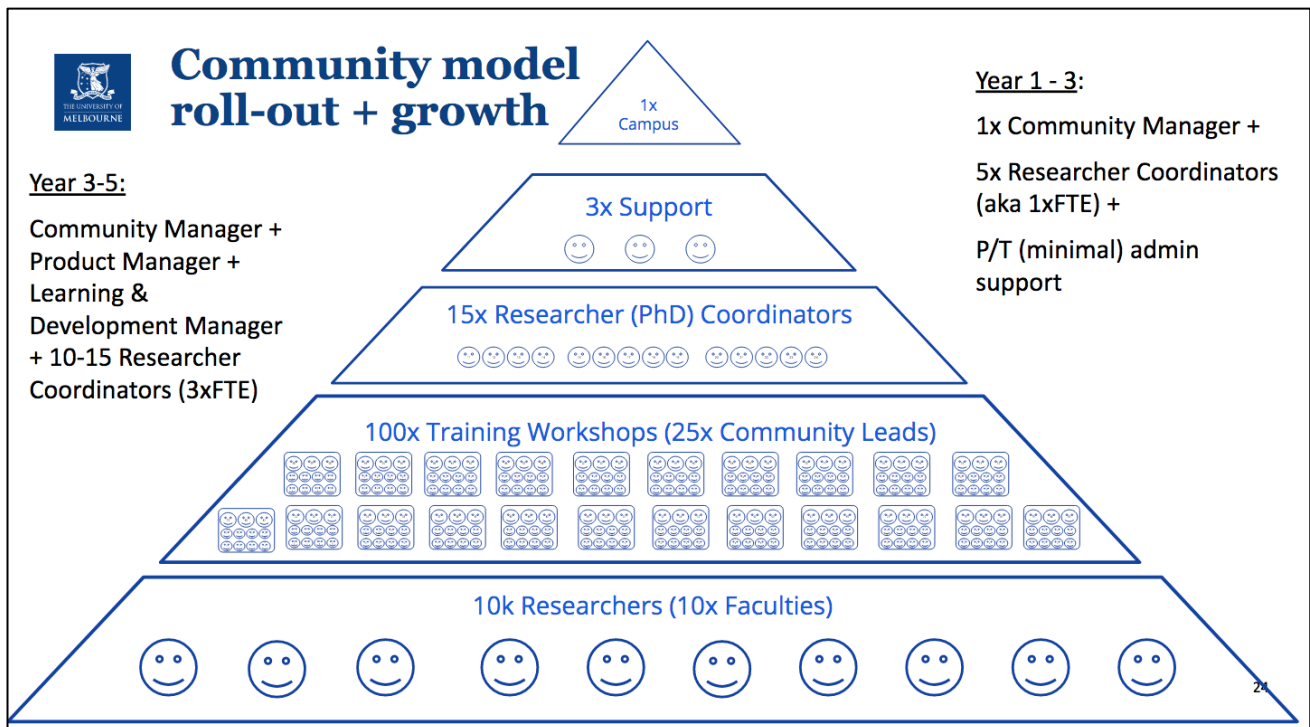 THE UNIVERSITY OF
MELBOURNE
Community model
roll-out + growth
1x
Campus
Year 1 - 3:
1x Community Manager +
5x Researcher Coordinators
(aka 1xFTE) +
P/T (minimal) admin
support
Year 3-5:
Community Manager +
Product Manager +
Learning &
Development Manager
+ 10-15 Researcher
Coordinators (3xFTE)
3x Support
15x Researcher (PhD) Coordinators
100x Training Workshops (25x Community Leads)
10k Researchers (10x Faculties)
24